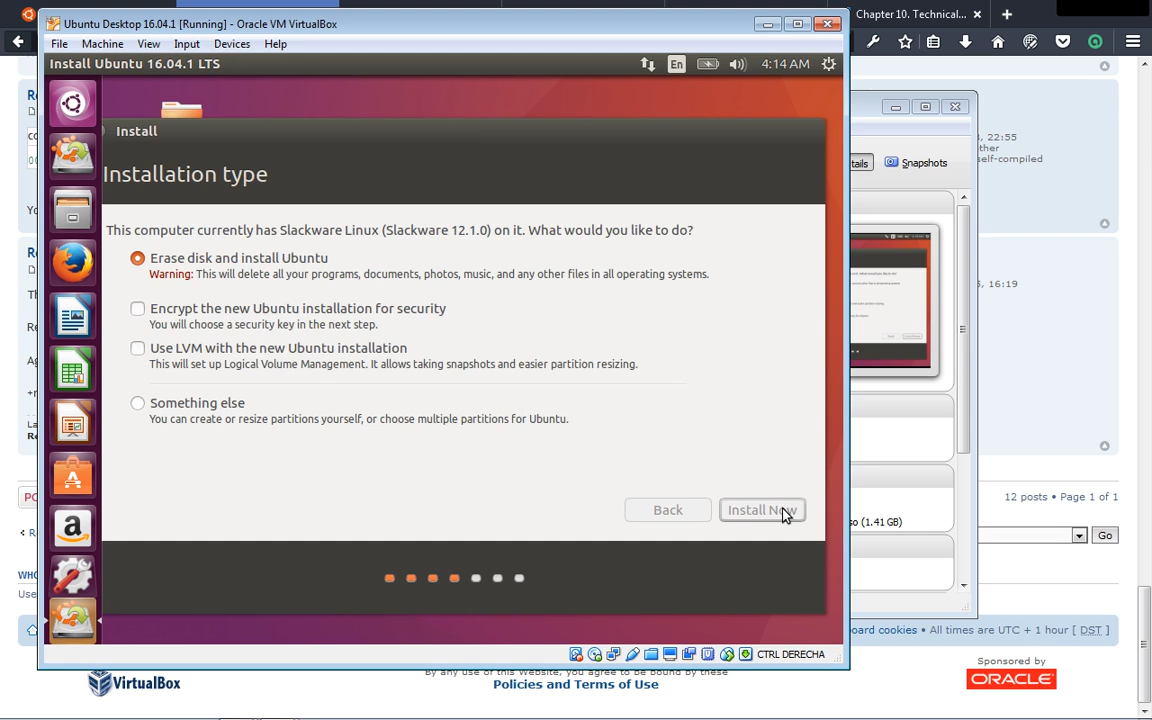 Ubuntu Desktop 16.04.1 [Running] - Oracle VM VirtualBox
Chapter 10. Technical...
File Machine View Input Devices Help
Install Ubuntu 16.04.1 LTS
En
4:14 AM
Install
Installation type
This computer currently has Slackware Linux (Slackware 12.1.0) on it. What would you like to do?
Erase disk and install Ubuntu
Warning: This will delete all your programs, documents, photos, music, and any other files in all operating systems.
Encrypt the new Ubuntu installation for security
You will choose a security key in the next step.
Use LVM with the new Ubuntu installation
This will set up Logical Volume Management. It allows taking snapshots and easier partition resizing.
Something else
You can create or resize partitions yourself, or choose multiple partitions for Ubuntu.
Back
Install Now
CTRL DERECHA
tails
Snapshots
so (1.41 GB)
, 22:55
ther
self-compiled
5, 16:19
12 posts • Page 1 of 1
Go
WHO
Use
oard cookies • All times are UTC + 1 hour [ DST ]
By any use of this Website, you agree to be bound by these
Policies and Terms of Use
VirtualBox
Sponsored by
ORACLE